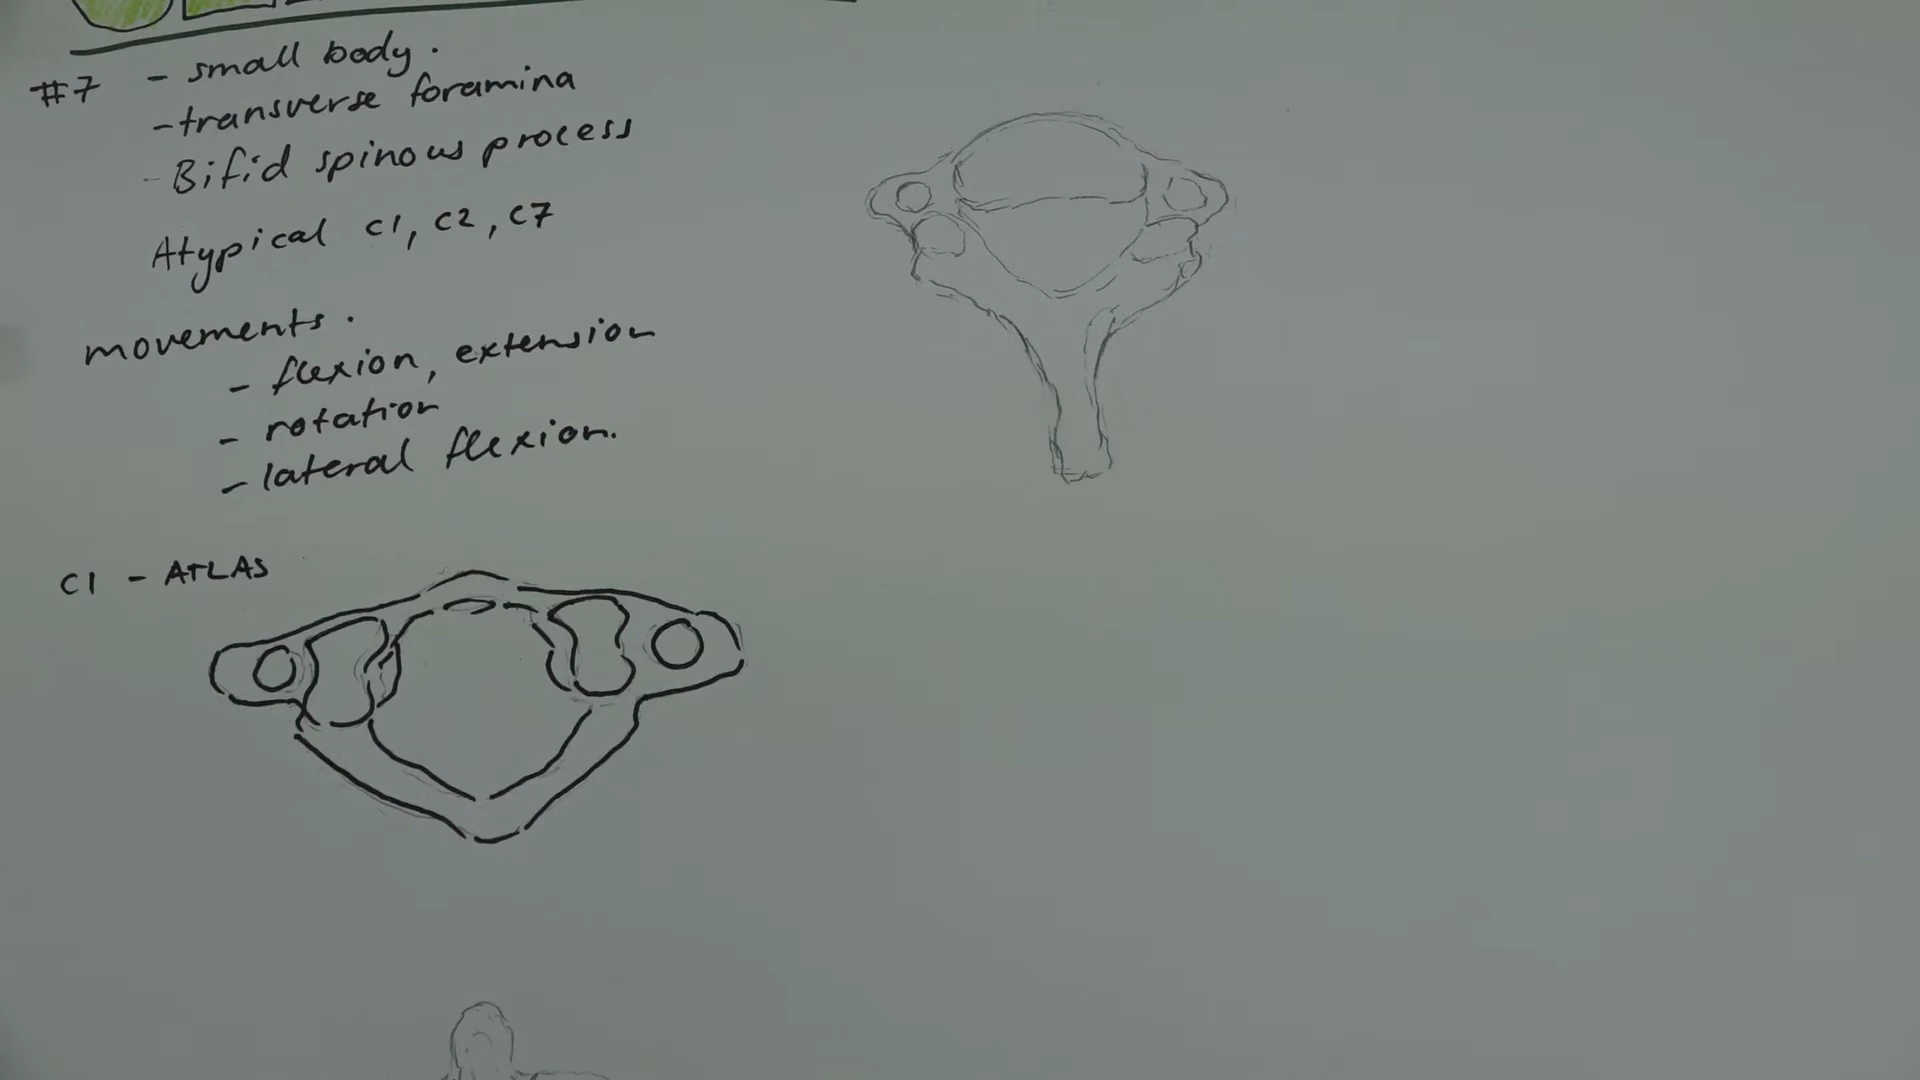 #7 - small body.
- transverse foramina
- Bifid spinous process
Atypical C1, C2, C7
movements.
- flexion, extension
- rotation
- lateral flexion.
C1 - ATLAS